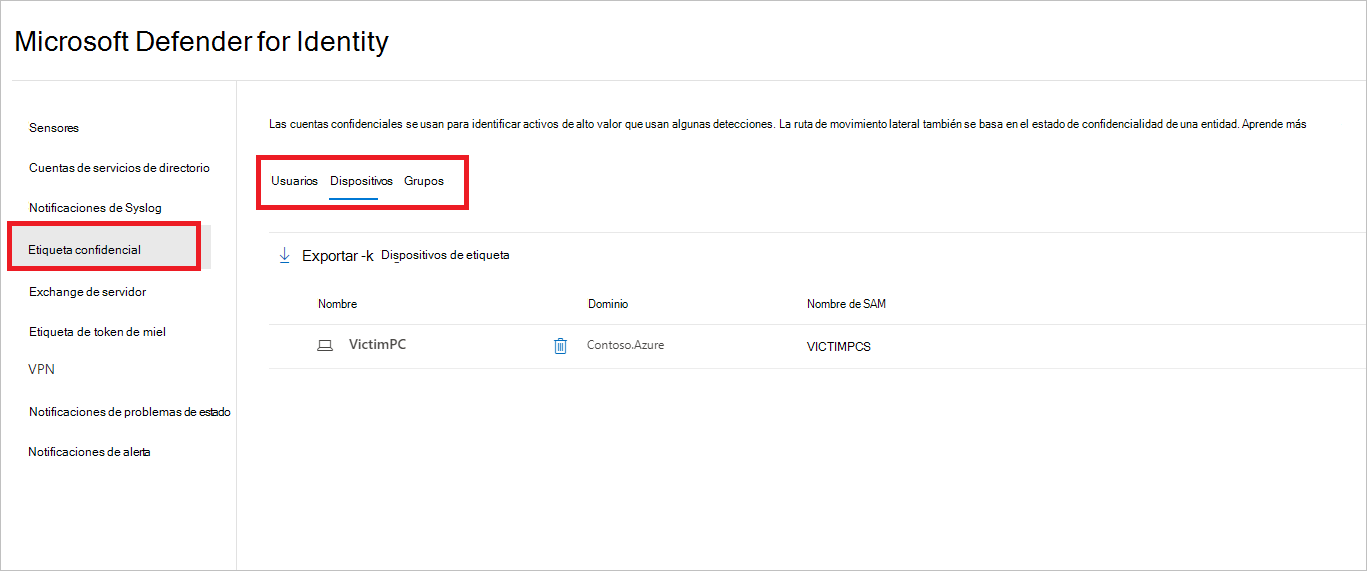 Microsoft Defender for Identity
Sensores
Cuentas de servicios de directorio
Notificaciones de Syslog
Etiqueta confidencial
Exchange de servidor
Etiqueta de token de miel
VPN
Notificaciones de problemas de estado
Notificaciones de alerta
Las cuentas confidenciales se usan para identificar activos de alto valor que usan algunas detecciones. La ruta de movimiento lateral también se basa en el estado de confidencialidad de una entidad. Aprende más
Usuarios Dispositivos Grupos
Exportar -k Dispositivos de etiqueta
Nombre Dominio Nombre de SAM
VictimPC Contoso.Azure VICTIMPCS